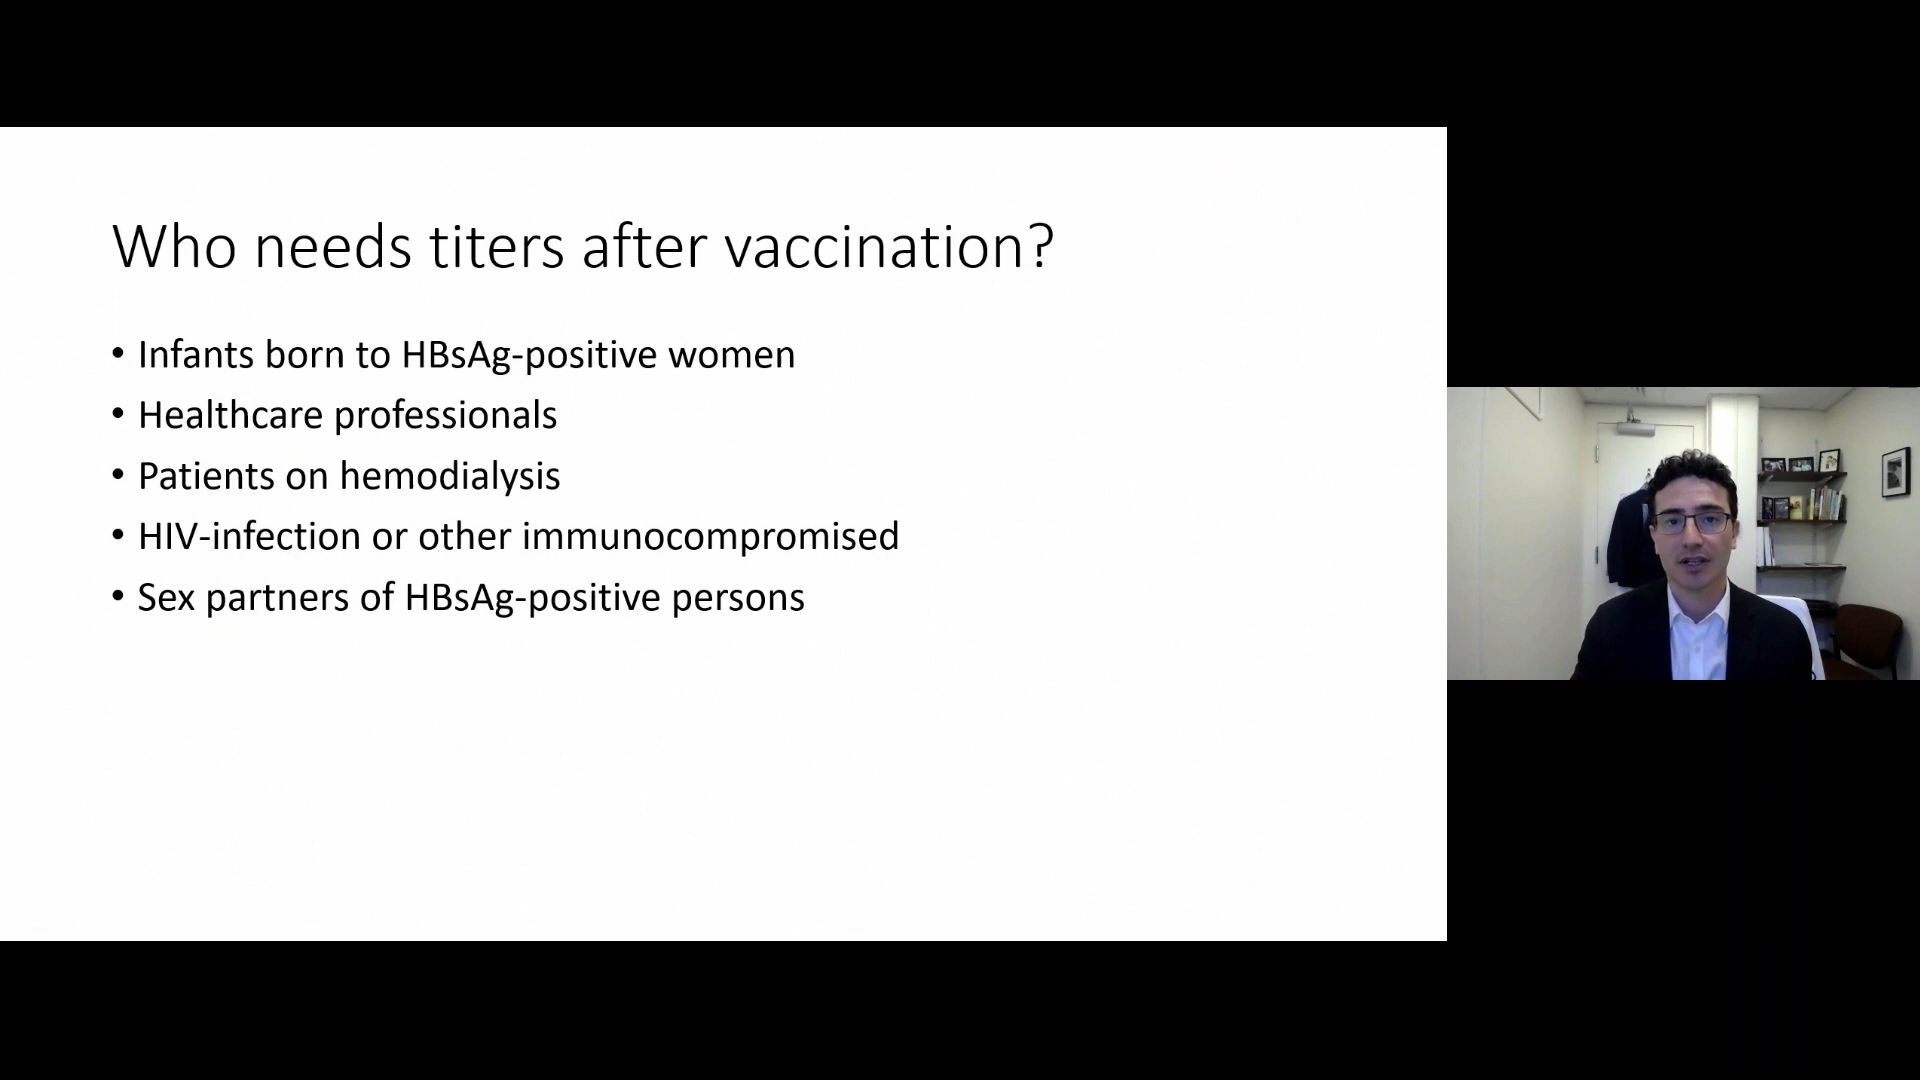 Who needs titers after vaccination?
• Infants born to HBsAg-positive women
• Healthcare professionals
• Patients on hemodialysis
• HIV-infection or other immunocompromised
• Sex partners of HBsAg-positive persons